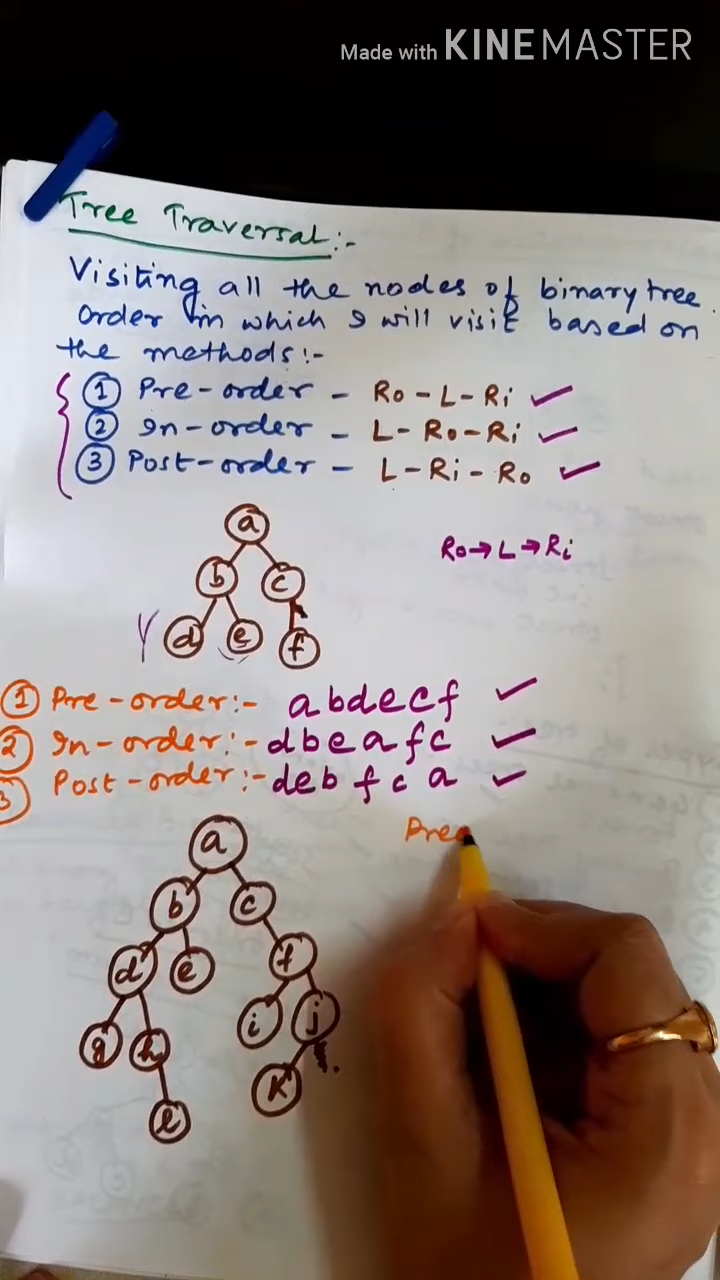 Made with KINEMASTER
Tree Traversal:-
Visiting all the nodes of binary tree.
Order in which I will visit based on
the methods:-
① Pre-order - Ro - L - Ri ✓
② In-order - L - Ro - Ri ✓
③ Post-order - L - Ri - Ro ✓
a
Ro→L→Ri
b c
d e f
① Pre-order:- abdecf ✓
② In-order:- dbeafc ✓
③ Post-order:- debfca ✓
Preo
a
b c
d e f
g h i j
k
l